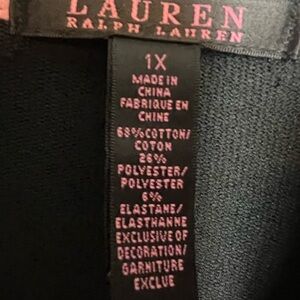 LAUREN
RALPH LAUREN
1X
MADE IN
CHINA
FABRIQUE EN
CHINE
68% COTTON/
COTON
26%
POLYESTER/
POLYESTER
6%
ELASTANE/
ELASTHANNE
EXCLUSIVE OF
DECORATION/
GARNITURE
EXCLUE